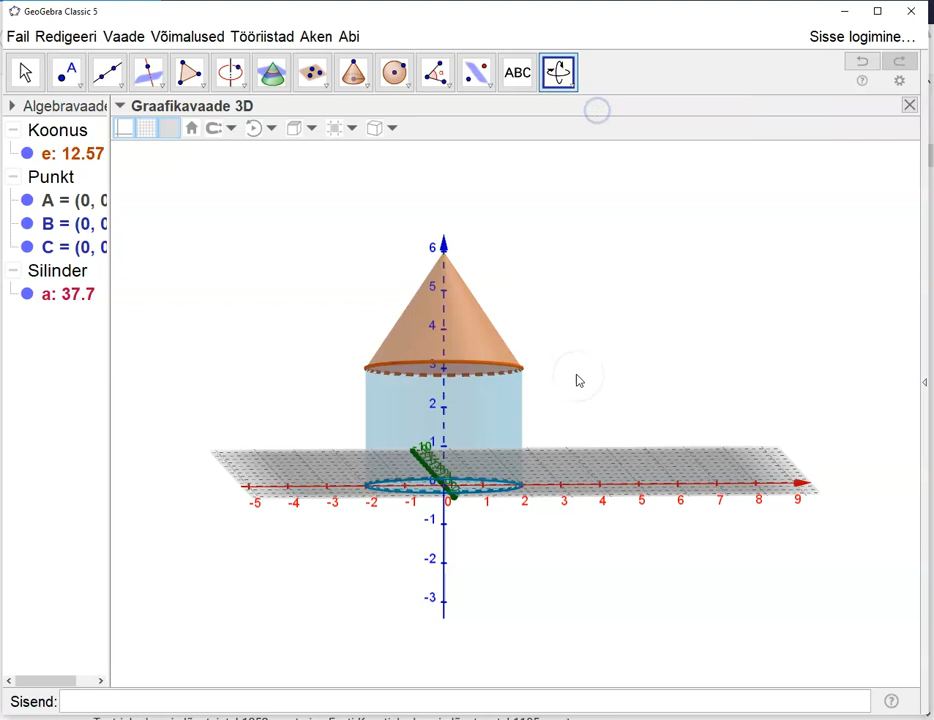 GeoGebra Classic 5
Fail Redigeeri Vaade Võimalused Tööriistad Aken Abi
Sisse logimine...
ABC
Algebravaade
Graafikavaade 3D
Koonus
e: 12.57
Punkt
A = (0, 0
B = (0, 0
C = (0, 0
Silinder
a: 37.7
6
5
4
3
2
1
0
-1
-2
-3
-10
-5 -4 -3 -2 -1 0 1 2 3 4 5 6 7 8 9
Sisend: